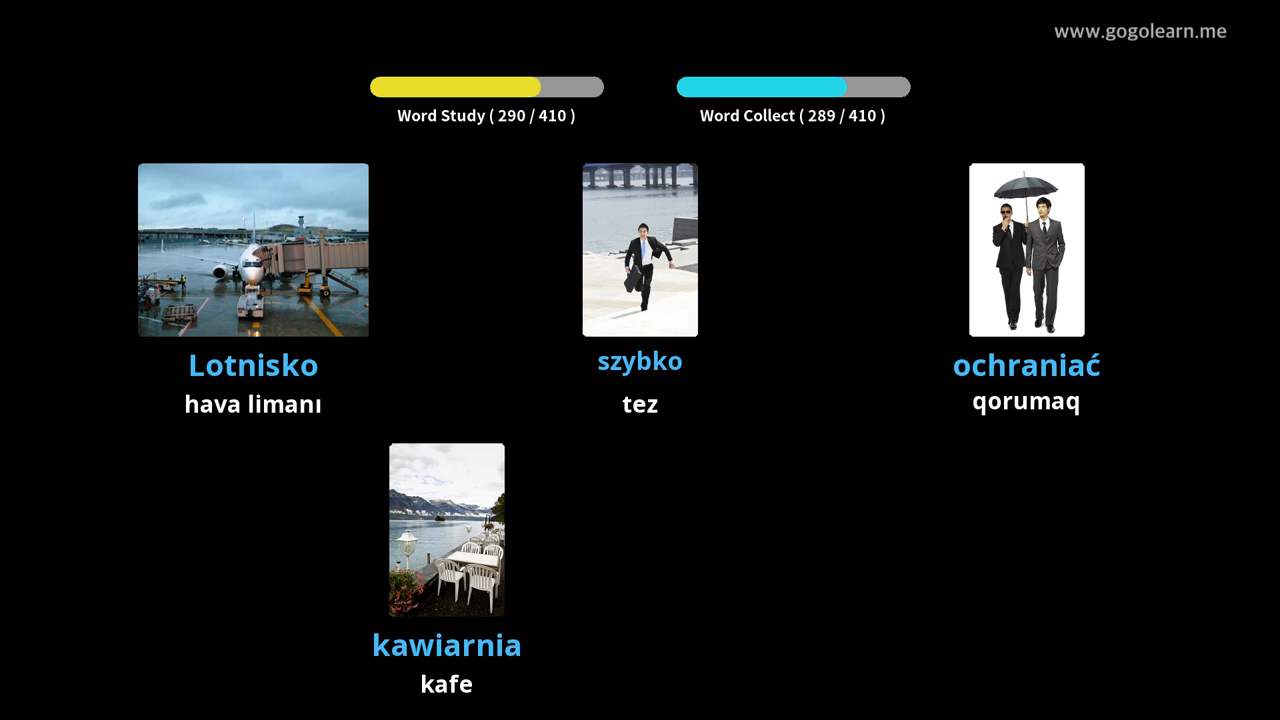 www.gogolearn.me
Word Study ( 290 / 410 )
Word Collect ( 289 / 410 )
Lotnisko
hava limanı
szybko
tez
ochraniać
qorumaq
kawiarnia
kafe